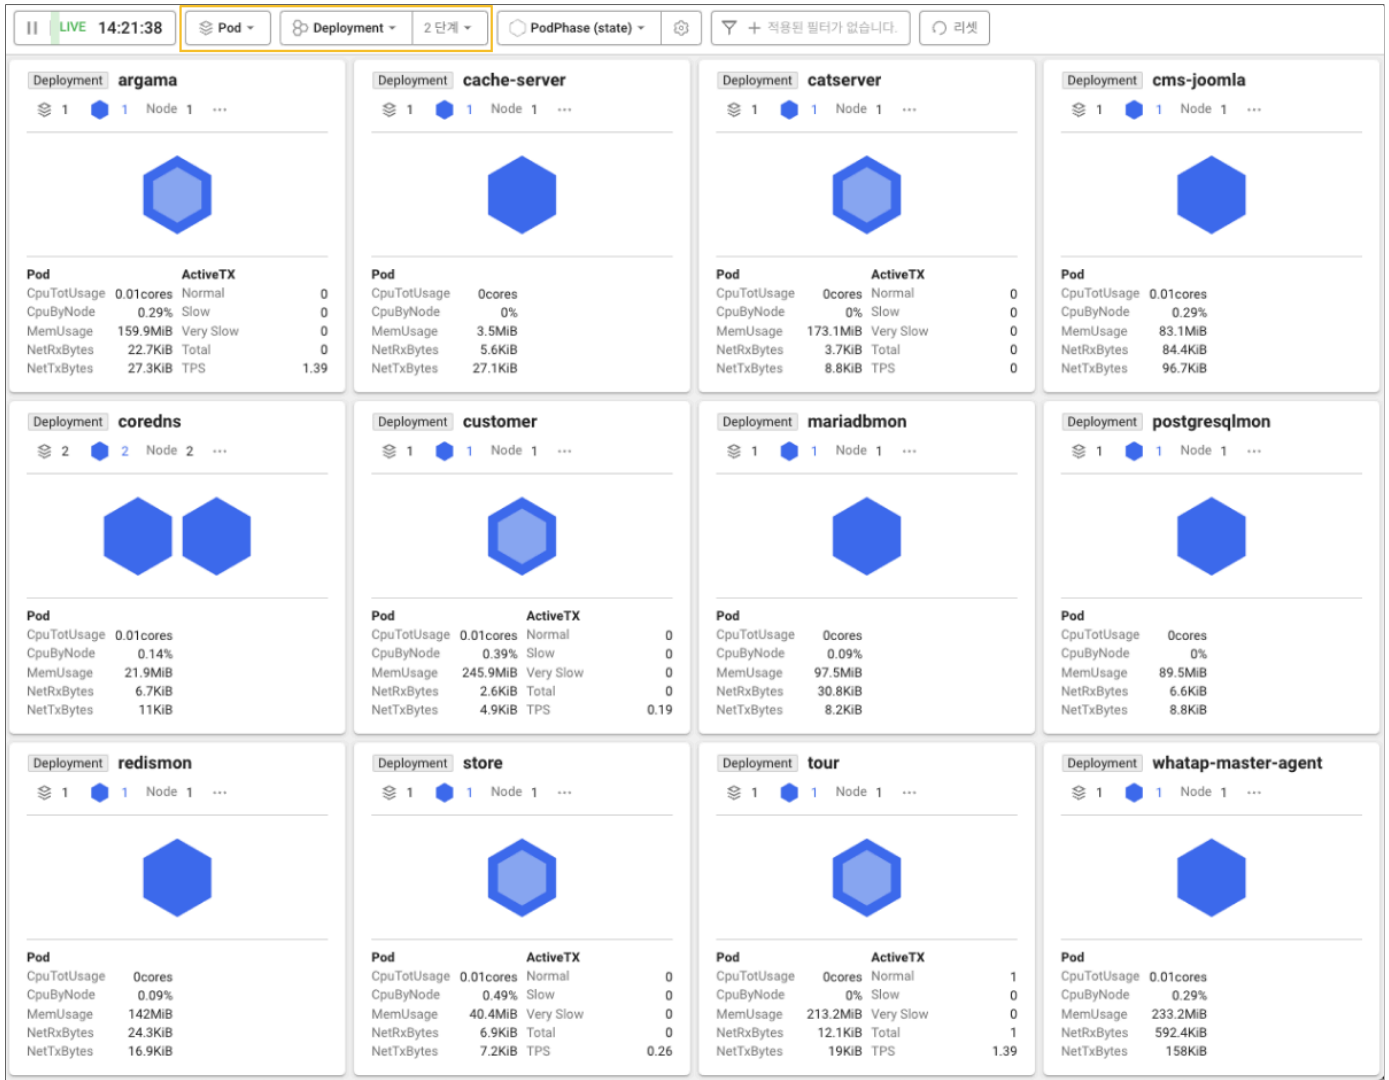 LIVE 14:21:38 Pod Deployment 2 단계 PodPhase (state) + 적용된 필터가 없습니다. 리셋
Deployment argama
1 1 Node 1 ...
Pod ActiveTX
CpuTotUsage 0.01cores Normal 0
CpuByNode 0.29% Slow 0
MemUsage 159.9MiB Very Slow 0
NetRxBytes 22.7KiB Total 0
NetTxBytes 27.3KiB TPS 1.39
Deployment cache-server
1 1 Node 1 ...
Pod
CpuTotUsage 0cores
CpuByNode 0%
MemUsage 3.5MiB
NetRxBytes 5.6KiB
NetTxBytes 27.1KiB
Deployment catserver
1 1 Node 1 ...
Pod ActiveTX
CpuTotUsage 0cores Normal 0
CpuByNode 0% Slow 0
MemUsage 173.1MiB Very Slow 0
NetRxBytes 3.7KiB Total 0
NetTxBytes 8.8KiB TPS 0
Deployment cms-joomla
1 1 Node 1 ...
Pod
CpuTotUsage 0.01cores
CpuByNode 0.29%
MemUsage 83.1MiB
NetRxBytes 84.4KiB
NetTxBytes 96.7KiB
Deployment coredns
2 2 Node 2 ...
Pod
CpuTotUsage 0.01cores
CpuByNode 0.14%
MemUsage 21.9MiB
NetRxBytes 6.7KiB
NetTxBytes 11KiB
Deployment customer
1 1 Node 1 ...
Pod ActiveTX
CpuTotUsage 0.01cores Normal 0
CpuByNode 0.39% Slow 0
MemUsage 245.9MiB Very Slow 0
NetRxBytes 2.6KiB Total 0
NetTxBytes 4.9KiB TPS 0.19
Deployment mariadbmon
1 1 Node 1 ...
Pod
CpuTotUsage 0cores
CpuByNode 0.09%
MemUsage 97.5MiB
NetRxBytes 30.8KiB
NetTxBytes 8.2KiB
Deployment postgresqlmon
1 1 Node 1 ...
Pod
CpuTotUsage 0cores
CpuByNode 0%
MemUsage 89.5MiB
NetRxBytes 6.6KiB
NetTxBytes 8.8KiB
Deployment redismon
1 1 Node 1 ...
Pod
CpuTotUsage 0cores
CpuByNode 0.09%
MemUsage 142MiB
NetRxBytes 24.3KiB
NetTxBytes 16.9KiB
Deployment store
1 1 Node 1 ...
Pod ActiveTX
CpuTotUsage 0.01cores Normal 0
CpuByNode 0.49% Slow 0
MemUsage 40.4MiB Very Slow 0
NetRxBytes 6.9KiB Total 0
NetTxBytes 7.2KiB TPS 0.26
Deployment tour
1 1 Node 1 ...
Pod ActiveTX
CpuTotUsage 0cores Normal 1
CpuByNode 0% Slow 0
MemUsage 213.2MiB Very Slow 0
NetRxBytes 12.1KiB Total 1
NetTxBytes 19KiB TPS 1.39
Deployment whatap-master-agent
1 1 Node 1 ...
Pod
CpuTotUsage 0.01cores
CpuByNode 0.29%
MemUsage 233.2MiB
NetRxBytes 592.4KiB
NetTxBytes 158KiB